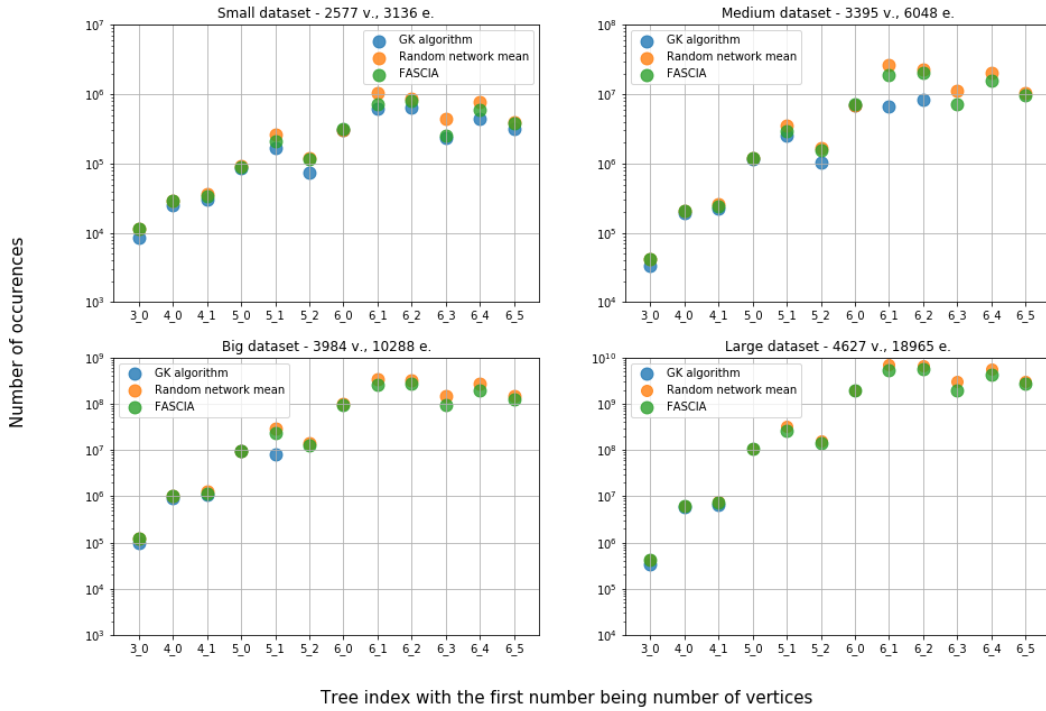 Small dataset - 2577 v., 3136 e.
GK algorithm
Random network mean
FASCIA
10^7
10^6
10^5
10^4
10^3
3_0 4_0 4_1 5_0 5_1 5_2 6_0 6_1 6_2 6_3 6_4 6_5
Medium dataset - 3395 v., 6048 e.
GK algorithm
Random network mean
FASCIA
10^8
10^7
10^6
10^5
10^4
3_0 4_0 4_1 5_0 5_1 5_2 6_0 6_1 6_2 6_3 6_4 6_5
Number of occurences
Big dataset - 3984 v., 10288 e.
GK algorithm
Random network mean
FASCIA
10^9
10^8
10^7
10^6
10^5
10^4
10^3
3_0 4_0 4_1 5_0 5_1 5_2 6_0 6_1 6_2 6_3 6_4 6_5
Large dataset - 4627 v., 18965 e.
GK algorithm
Random network mean
FASCIA
10^10
10^9
10^8
10^7
10^6
10^5
10^4
3_0 4_0 4_1 5_0 5_1 5_2 6_0 6_1 6_2 6_3 6_4 6_5
Tree index with the first number being number of vertices